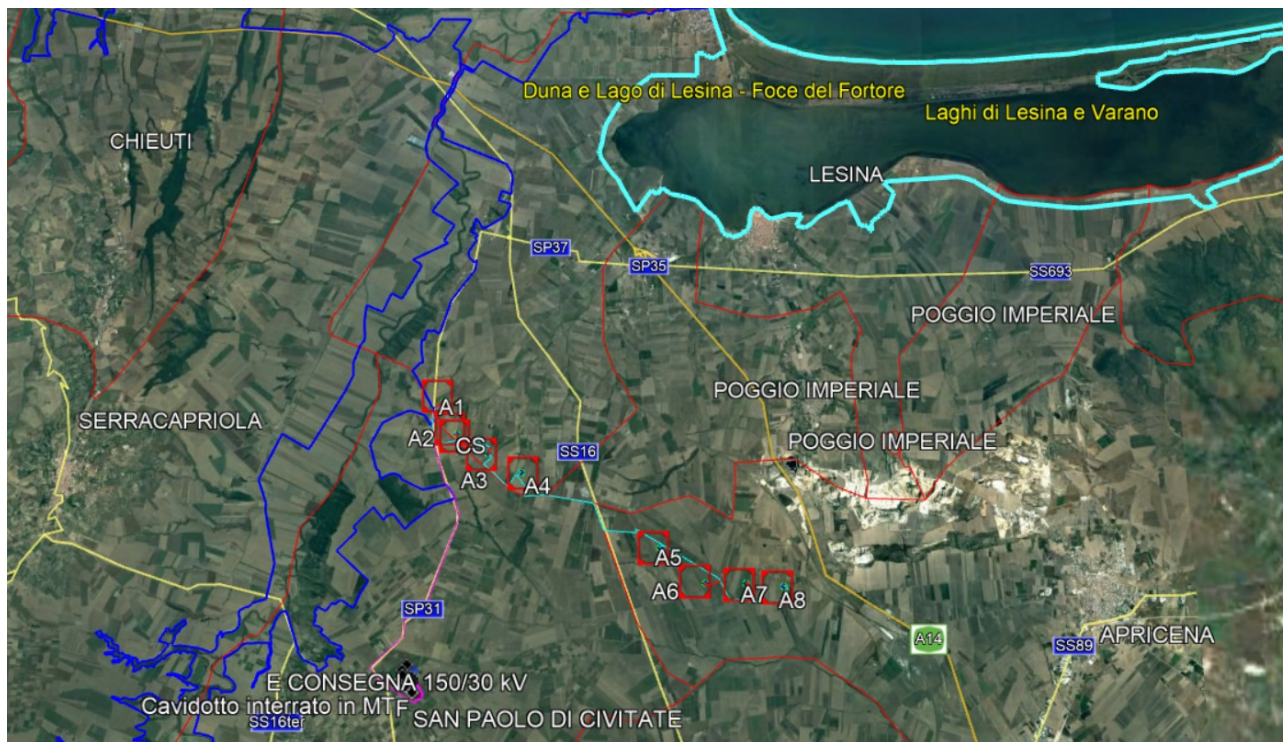 Duna e Lago di Lesina - Foce del Fortore
Laghi di Lesina e Varano
CHIEUTI
LESINA
SP37
SP35
SS693
POGGIO IMPERIALE
POGGIO IMPERIALE
SERRACAPRIOLA
A1
A2
CS
POGGIO IMPERIALE
SS16
A3
A4
A5
A6
A7
A8
SP31
A14
SS89
APRICENA
E CONSEGNA 150/30 kV
Cavidotto interrato in MT
SS16ter
SAN PAOLO DI CIVITATE